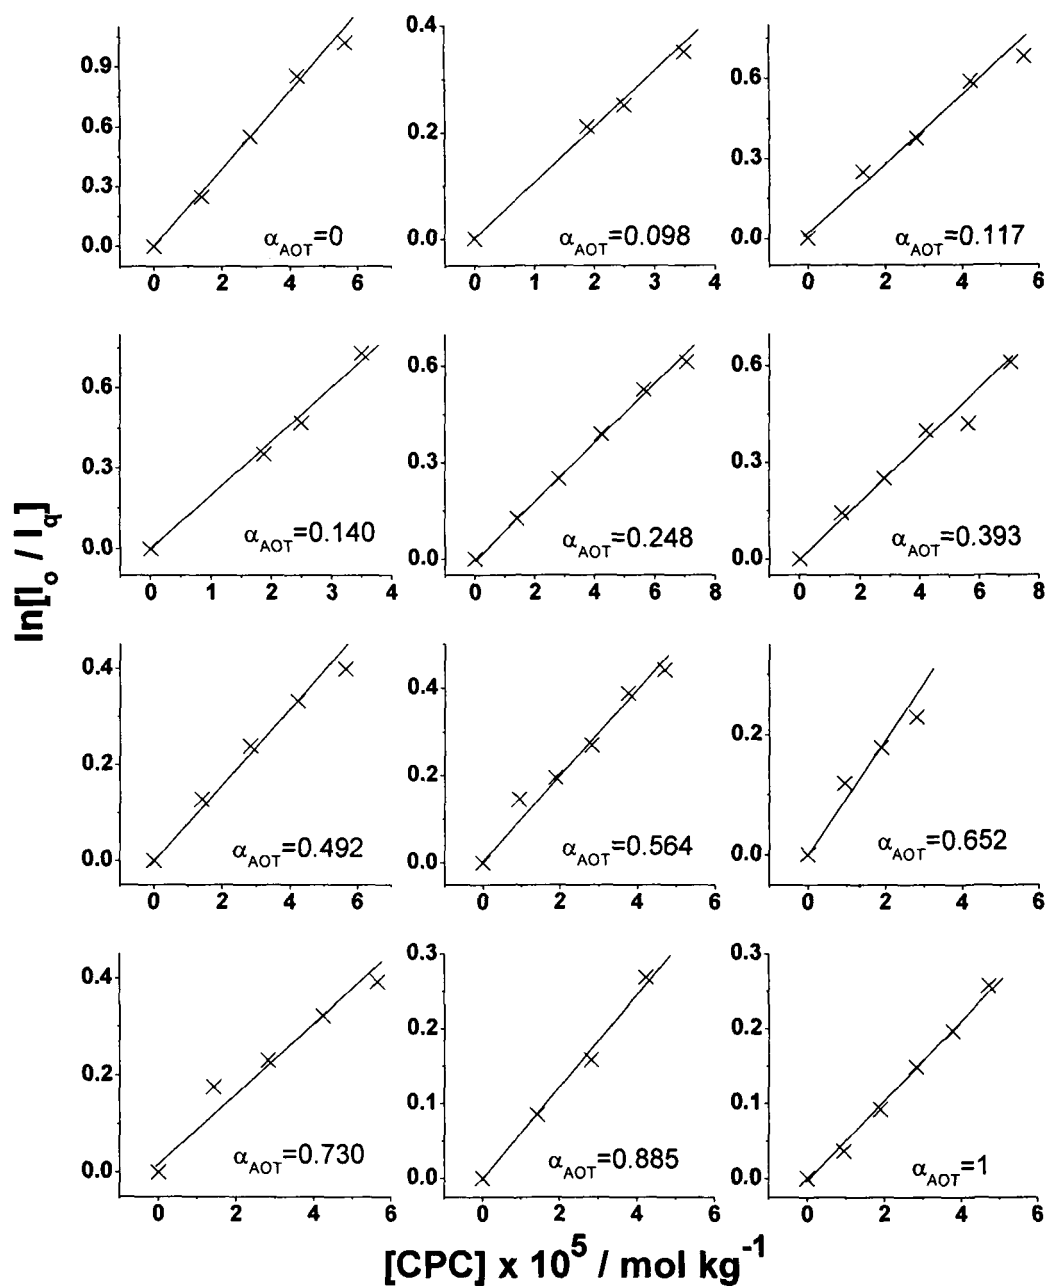 0.9
0.6
0.3
0.0
α_AOT=0
0 2 4 6
0.4
0.2
0.0
α_AOT=0.098
0 1 2 3 4
0.6
0.3
0.0
α_AOT=0.117
0 2 4 6
0.6
0.3
0.0
α_AOT=0.140
0 1 2 3 4
0.6
0.3
0.0
α_AOT=0.248
0 2 4 6 8
0.6
0.3
0.0
α_AOT=0.393
0 2 4 6 8
ln[I_o / I_q]
0.4
0.2
0.0
α_AOT=0.492
0 2 4 6
0.4
0.2
0.0
α_AOT=0.564
0 2 4 6
0.2
0.0
α_AOT=0.652
0 2 4 6
0.4
0.2
0.0
α_AOT=0.730
0 2 4 6
0.3
0.2
0.1
0.0
α_AOT=0.885
0 2 4 6
0.3
0.2
0.1
0.0
α_AOT=1
0 2 4 6
[CPC] x 10⁵ / mol kg⁻¹